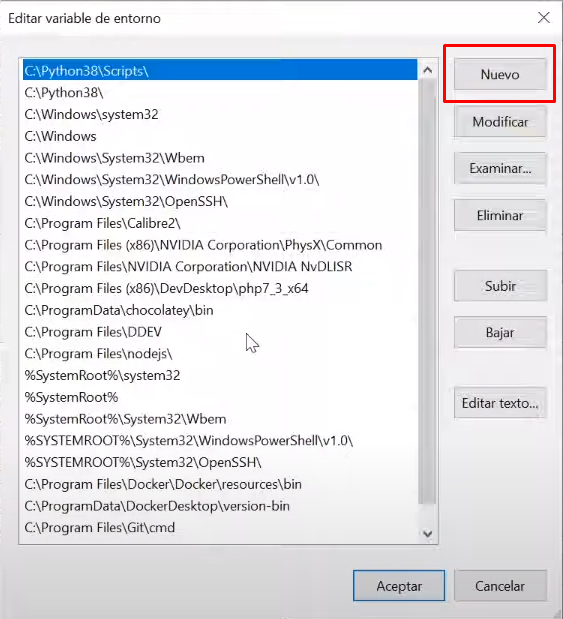 Editar variable de entorno
C:\Python38\Scripts\
C:\Python38\
C:\Windows\system32
C:\Windows
C:\Windows\System32\Wbem
C:\Windows\System32\WindowsPowerShell\v1.0\
C:\Windows\System32\OpenSSH\
C:\Program Files\Calibre2\
C:\Program Files (x86)\NVIDIA Corporation\PhysX\Common
C:\Program Files\NVIDIA Corporation\NVIDIA NvDLISR
C:\Program Files (x86)\DevDesktop\php7_3_x64
C:\ProgramData\chocolatey\bin
C:\Program Files\DDEV
C:\Program Files\nodejs\
%SystemRoot%\system32
%SystemRoot%
%SystemRoot%\System32\Wbem
%SYSTEMROOT%\System32\WindowsPowerShell\v1.0\
%SYSTEMROOT%\System32\OpenSSH\
C:\Program Files\Docker\Docker\resources\bin
C:\ProgramData\DockerDesktop\version-bin
C:\Program Files\Git\cmd
Nuevo
Modificar
Examinar...
Eliminar
Subir
Bajar
Editar texto...
Aceptar
Cancelar